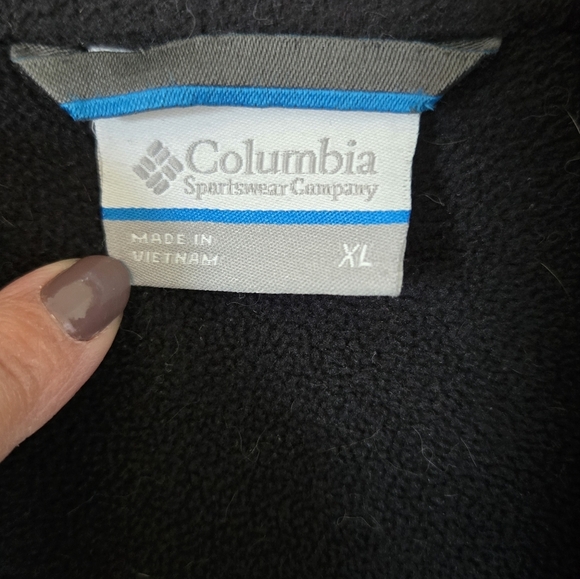 Columbia
Sportswear Company
MADE IN
VIETNAM
XL